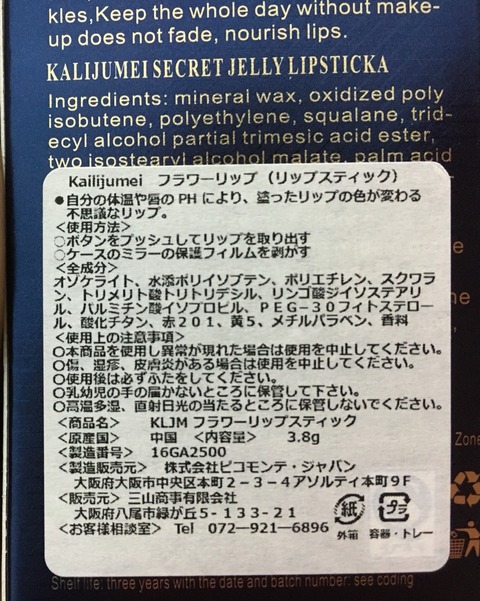 kles,Keep the whole day without make-
up does not fade, nourish lips.
KALIJUMEI SECRET JELLY LIPSTICKA
Ingredients: mineral wax, oxidized poly
isobutene, polyethylene, squalane, trid-
ecyl alcohol partial trimesic acid ester,
two isostearyl alcohol malate, palm acid
Kailijumei フラワーリップ（リップスティック）
●自分の体温や唇の PH により、塗ったリップの色が変わる
不思議なリップ。
＜使用方法＞
○ボタンをプッシュしてリップを取り出す
○ケースのミラーの保護フィルムを剥がす
＜全成分＞
オゾケライト、水添ポリイソブテン、ポリエチレン、スクワラ
ン、トリメリト酸トリトリデシル、リンゴ酸ジイソステアリ
ル、パルミチン酸イソプロピル、ＰＥＧ－30フィトステロー
ル、酸化チタン、赤２０１、黄５、メチルパラベン、香料
＜使用上の注意事項＞
○本商品を使用し異常が現れた場合は使用を中止してください。
○傷、湿疹、皮膚炎がある場合は使用を中止してください。
○使用後は必ずふたをしてください。
○乳幼児の手の届かないところに保管して下さい。
○高温多湿、直射日光の当たるところに保管しないでください。
＜商品名＞ KLJM フラワーリップスティック
＜原産国＞ 中国 ＜内容量＞ 3.8g
＜製造番号＞ 16GA2500
＜製造販売元＞ 株式会社ピコモンテ・ジャパン
大阪府大阪市中央区本町２－３－４アソルティ本町９Ｆ
＜販売元＞ 三山商事有限会社
大阪府八尾市緑が丘5-133-21
＜お客様相談室＞ Tel 072―921―6896
紙
プラ
外箱 容器・トレー
Zone
Shelf life: three years with the date and batch number: see coding